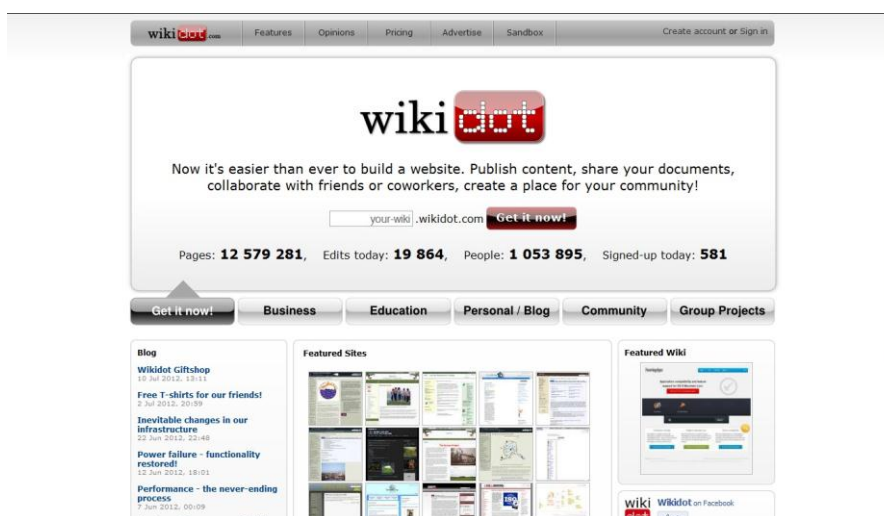 wikidot.com Features Opinions Pricing Advertise Sandbox Create account or Sign in
wikidot
Now it's easier than ever to build a website. Publish content, share your documents,
collaborate with friends or coworkers, create a place for your community!
your-wiki .wikidot.com Get it now!
Pages: 12 579 281, Edits today: 19 864, People: 1 053 895, Signed-up today: 581
Get it now! Business Education Personal / Blog Community Group Projects
Blog
Wikidot Giftshop
10 Jul 2012, 13:11
Free T-shirts for our friends!
2 Jul 2012, 20:59
Inevitable changes in our
infrastructure
22 Jun 2012, 22:48
Power failure - functionality
restored!
12 Jun 2012, 18:01
Performance - the never-ending
process
7 Jun 2012, 00:09
Featured Sites
ISO
Featured Wiki
wiki Wikidot on Facebook